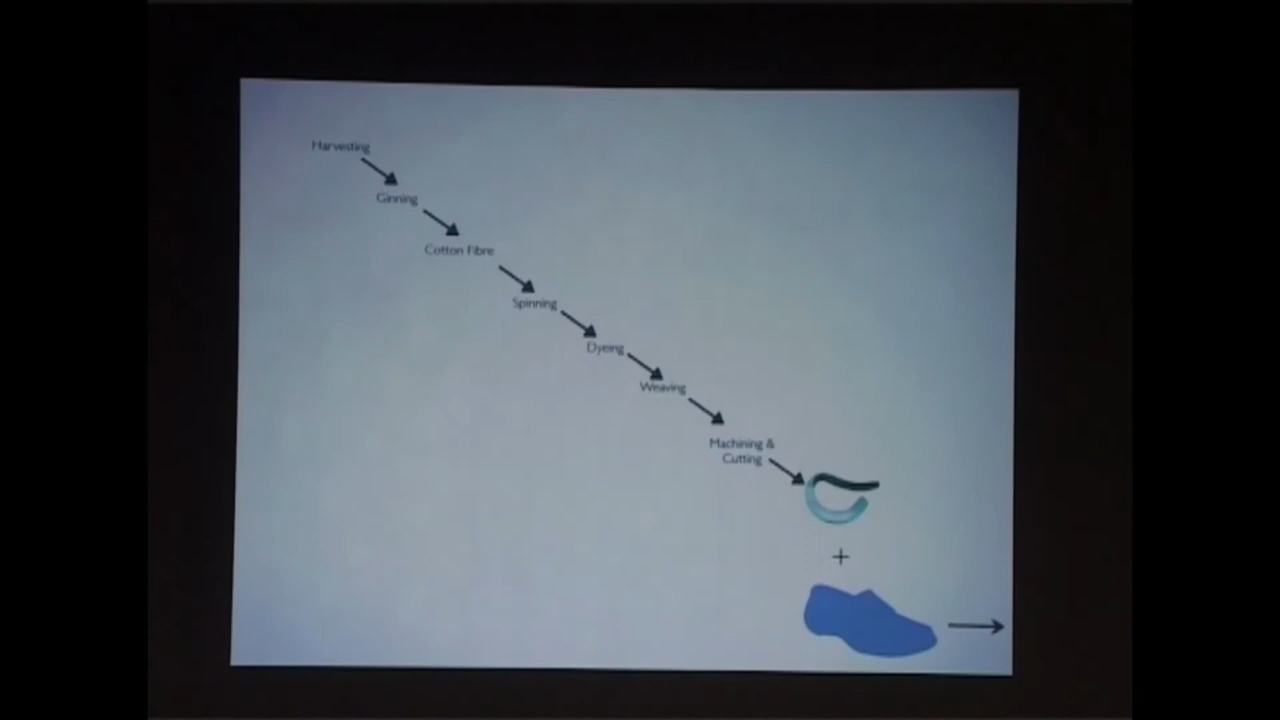 Harvesting
Ginning
Cotton Fibre
Spinning
Dyeing
Weaving
Machining &
Cutting
+